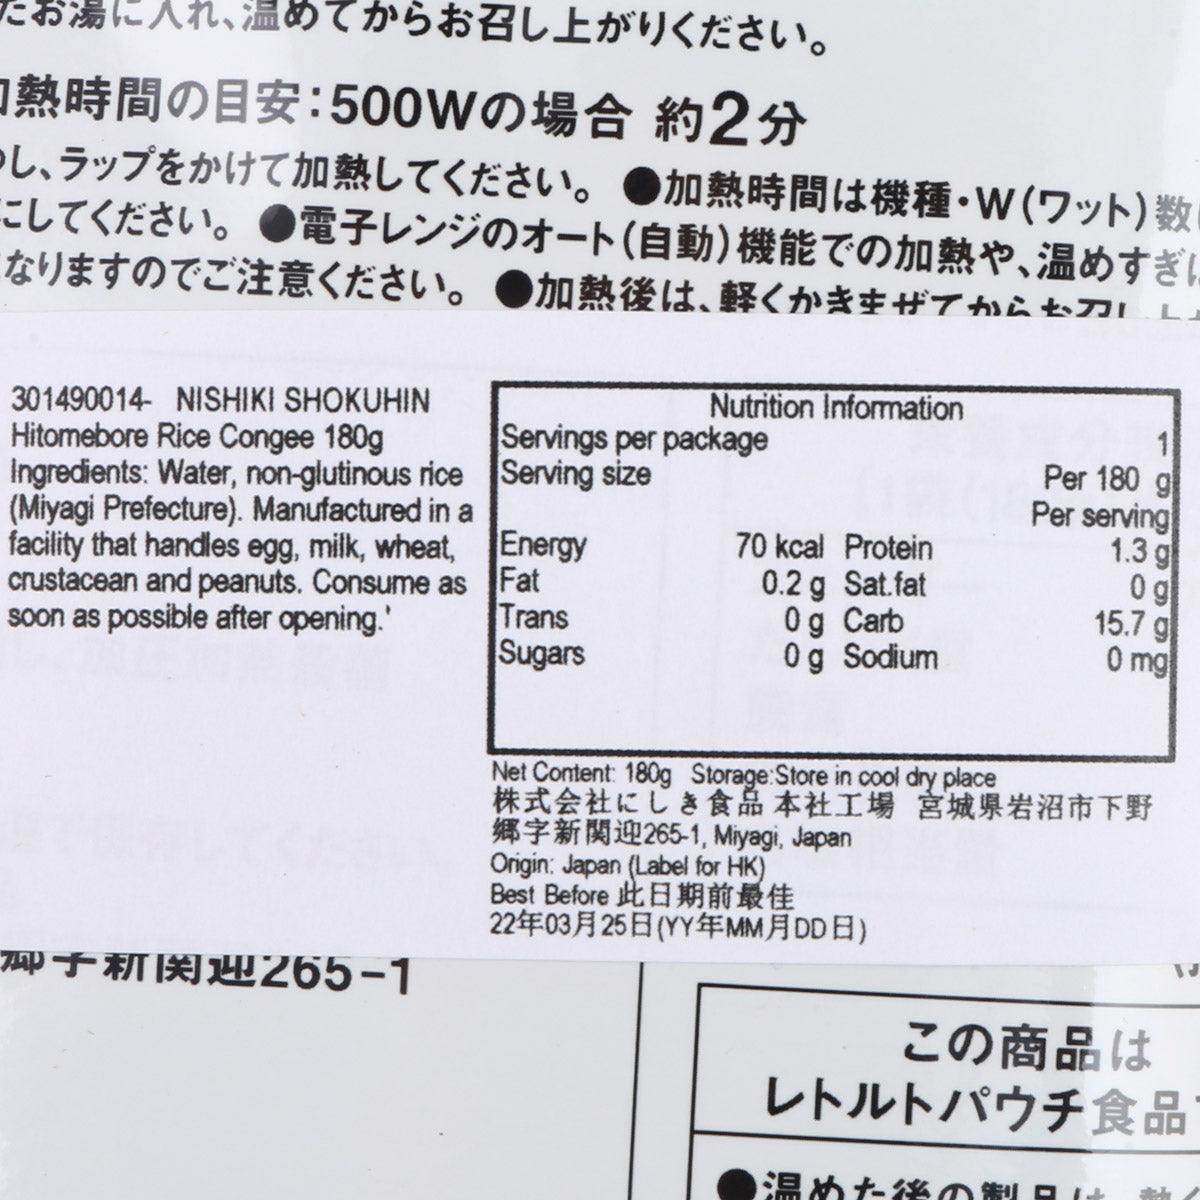 たお湯に入れ、温めてからお召し上がりください。
加熱時間の目安：500Wの場合 約2分
し、ラップをかけて加熱してください。 ●加熱時間は機種・W（ワット）数
にしてください。 ●電子レンジのオート（自動）機能での加熱や、温めすぎは
なりますのでご注意ください。 ●加熱後は、軽くかきまぜてからお召し上が
301490014- NISHIKI SHOKUHIN
Hitomebore Rice Congee 180g
Ingredients: Water, non-glutinous rice
(Miyagi Prefecture). Manufactured in a
facility that handles egg, milk, wheat,
crustacean and peanuts. Consume as
soon as possible after opening.'
Nutrition Information
Servings per package 1
Serving size Per 180 g
Per serving
Energy 70 kcal Protein 1.3 g
Fat 0.2 g Sat.fat 0 g
Trans 0 g Carb 15.7 g
Sugars 0 g Sodium 0 mg
Net Content: 180g Storage:Store in cool dry place
株式会社にしき食品 本社工場 宮城県岩沼市下野
郷字新関迎265-1, Miyagi, Japan
Origin: Japan (Label for HK)
Best Before 此日期前最佳
22年03月25日(YY年MM月DD日)
郷字新関迎265-1
この商品は
レトルトパウチ食品
●温めた後の製品は、熱く